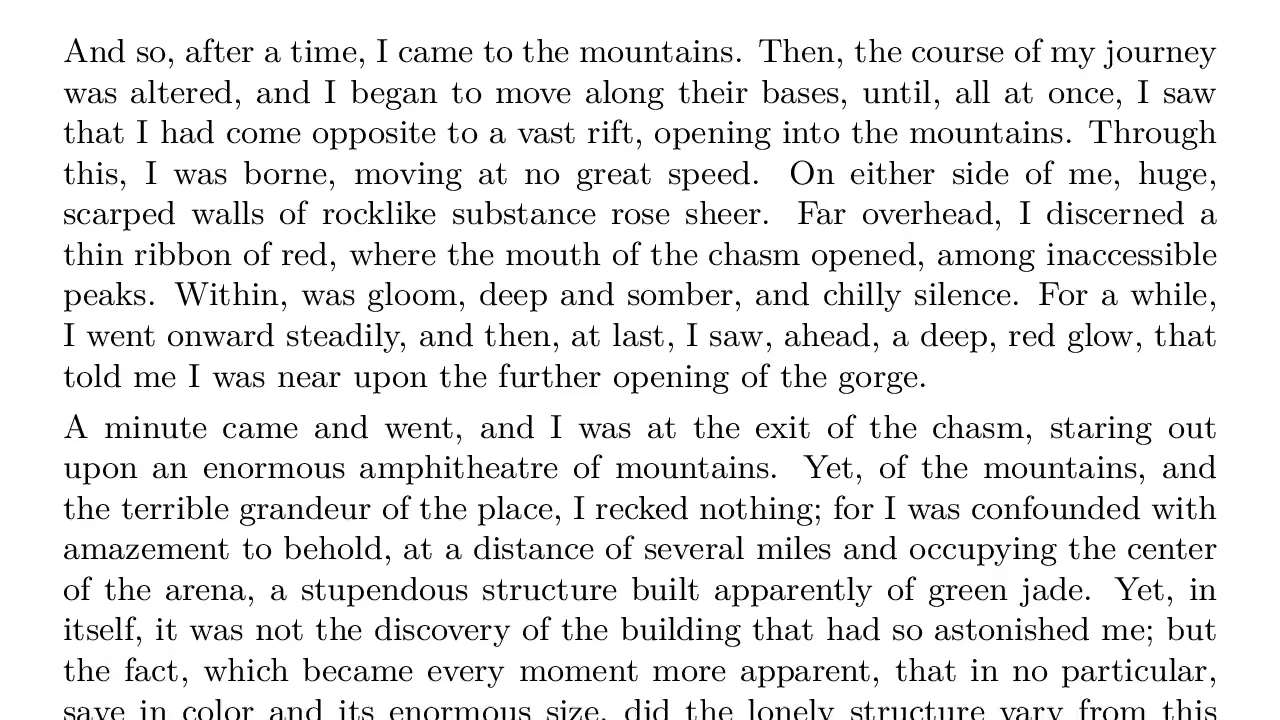 And so, after a time, I came to the mountains. Then, the course of my journey
was altered, and I began to move along their bases, until, all at once, I saw
that I had come opposite to a vast rift, opening into the mountains. Through
this, I was borne, moving at no great speed. On either side of me, huge,
scarped walls of rocklike substance rose sheer. Far overhead, I discerned a
thin ribbon of red, where the mouth of the chasm opened, among inaccessible
peaks. Within, was gloom, deep and somber, and chilly silence. For a while,
I went onward steadily, and then, at last, I saw, ahead, a deep, red glow, that
told me I was near upon the further opening of the gorge.
A minute came and went, and I was at the exit of the chasm, staring out
upon an enormous amphitheatre of mountains. Yet, of the mountains, and
the terrible grandeur of the place, I recked nothing; for I was confounded with
amazement to behold, at a distance of several miles and occupying the center
of the arena, a stupendous structure built apparently of green jade. Yet, in
itself, it was not the discovery of the building that had so astonished me; but
the fact, which became every moment more apparent, that in no particular,
save in color and its enormous size, did the lonely structure vary from this